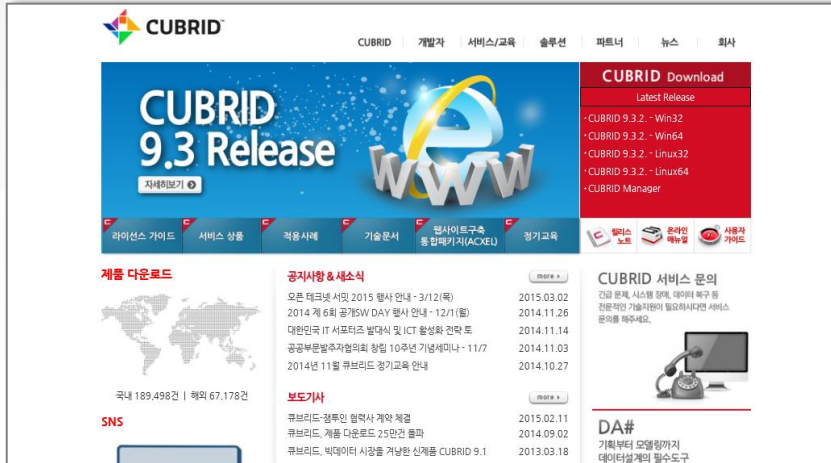 CUBRID
CUBRID 개발자 서비스/교육 솔루션 파트너 뉴스 회사
CUBRID
9.3 Release
자세히보기
WWW
CUBRID Download
Latest Release
CUBRID 9.3.2. - Win32
CUBRID 9.3.2. - Win64
CUBRID 9.3.2. - Linux32
CUBRID 9.3.2. - Linux64
CUBRID Manager
라이선스 가이드
서비스 상품
적용사례
기술문서
웹사이트구축
통합패키지(ACXEL)
정기교육
릴리스
노트
온라인
매뉴얼
사용자
가이드
제품 다운로드
국내 189,498건 | 해외 67,178건
SNS
공지사항 & 새소식 more
오픈 테크넷 서밋 2015 행사 안내 - 3/12(목) 2015.03.02
2014 제 6회 공개SW DAY 행사 안내 - 12/1(월) 2014.11.26
대한민국 IT 서포터즈 발대식 및 ICT 활성화 전략 토 2014.11.14
공공부문발주자협의회 창립 10주년 기념세미나 - 11/7 2014.11.03
2014년 11월 큐브리드 정기교육 안내 2014.10.27
보도기사 more
큐브리드-잼투인 협력사 계약 체결 2015.02.11
큐브리드, 제품 다운로드 25만건 돌파 2014.09.02
큐브리드, 빅데이터 시장을 겨냥한 신제품 CUBRID 9.1 2013.03.18
CUBRID 서비스 문의
긴급 문제, 시스템 장애, 데이터 복구 등
전문적인 기술지원이 필요하시다면 서비스
문의를 해주세요.
DA#
기획부터 모델링까지
데이터설계의 필수도구